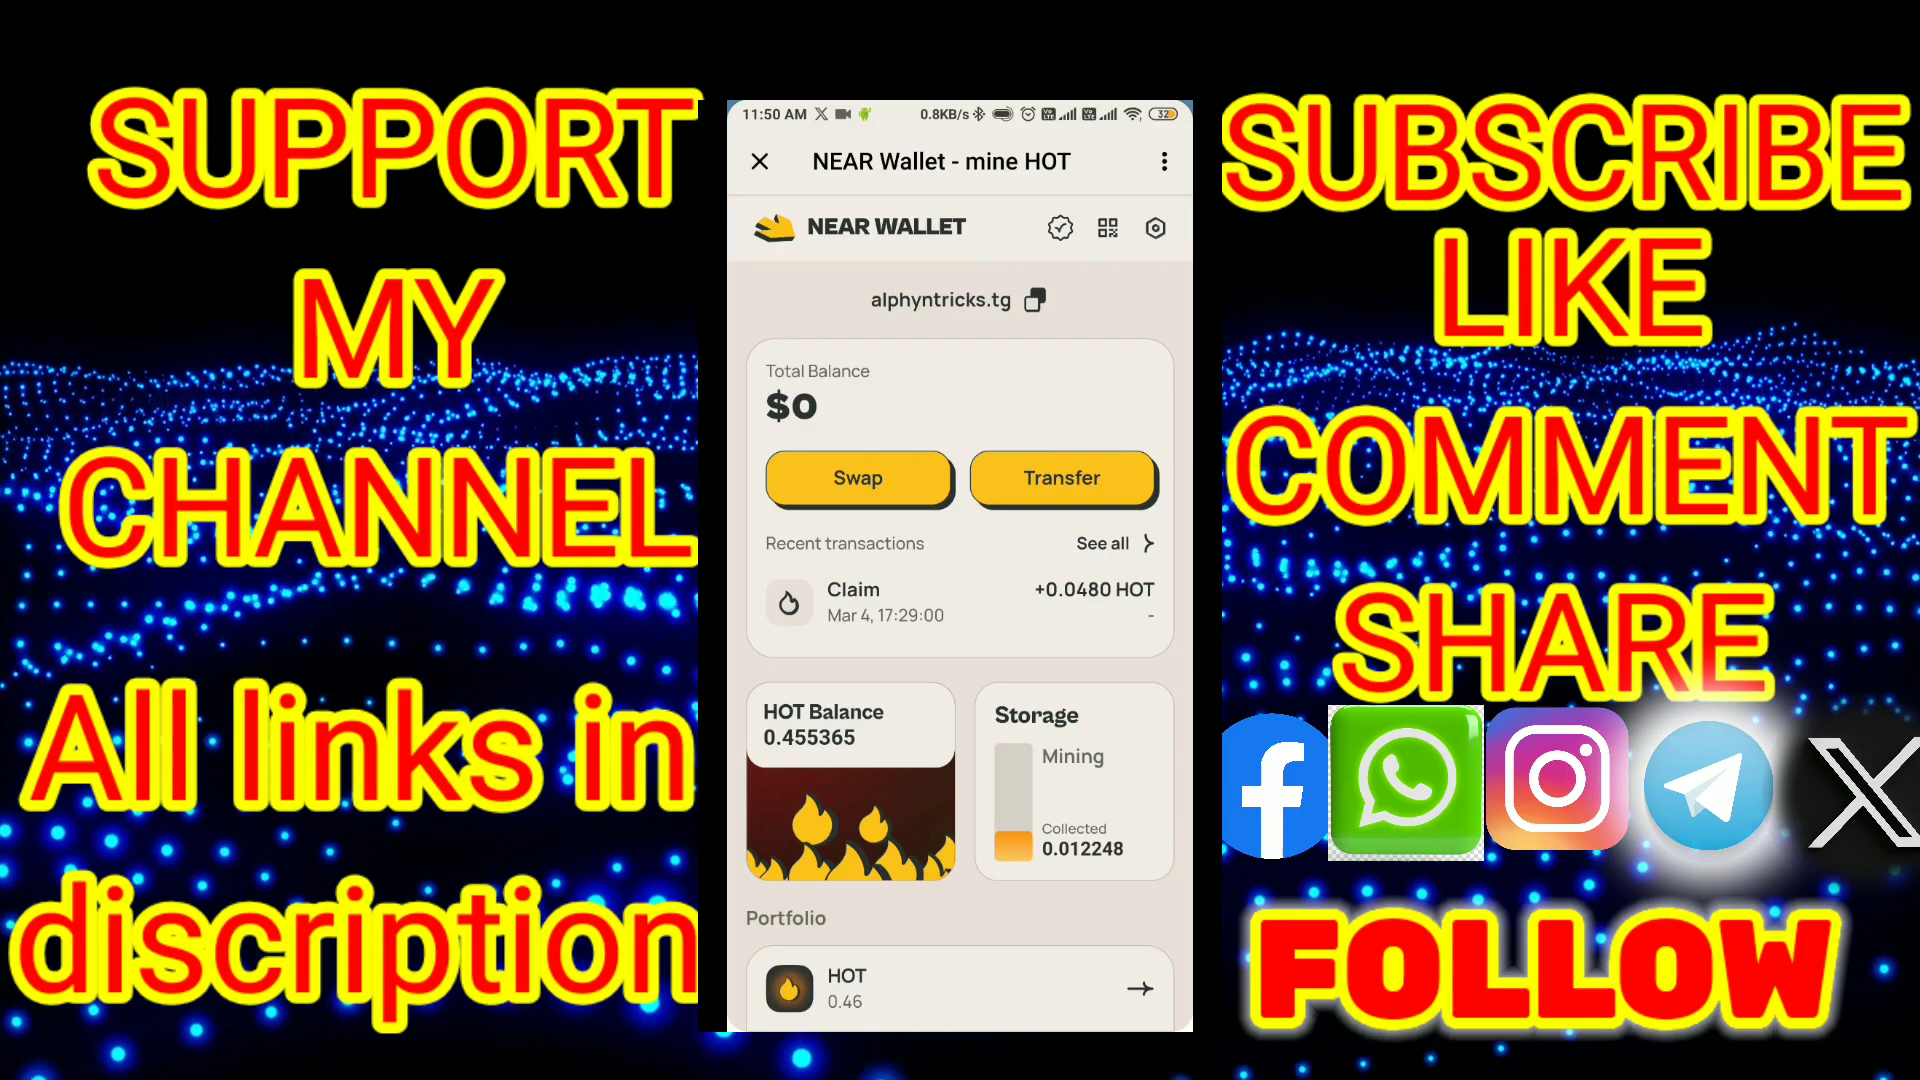 SUPPORT
MY
CHANNEL
All links in
discription
11:50 AM 0.8KB/s 32
NEAR Wallet - mine HOT
NEAR WALLET
alphyntricks.tg
Total Balance
$0
Swap Transfer
Recent transactions See all
Claim +0.0480 HOT
Mar 4, 17:29:00 -
HOT Balance
0.455365
Storage
Mining
Collected
0.012248
Portfolio
HOT
0.46
SUBSCRIBE
LIKE
COMMENT
SHARE
FOLLOW